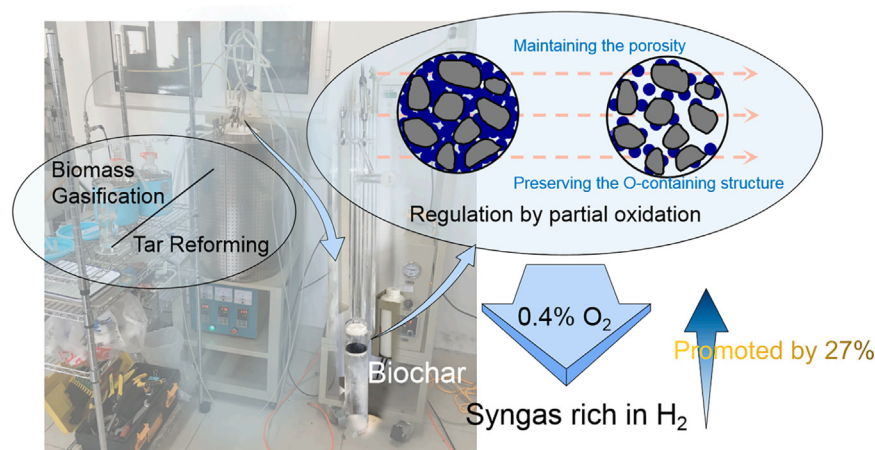 Maintaining the porosity
Preserving the O-containing structure
Regulation by partial oxidation
Biomass
Gasification
Tar Reforming
Biochar
0.4% O₂
Promoted by 27%
Syngas rich in H₂